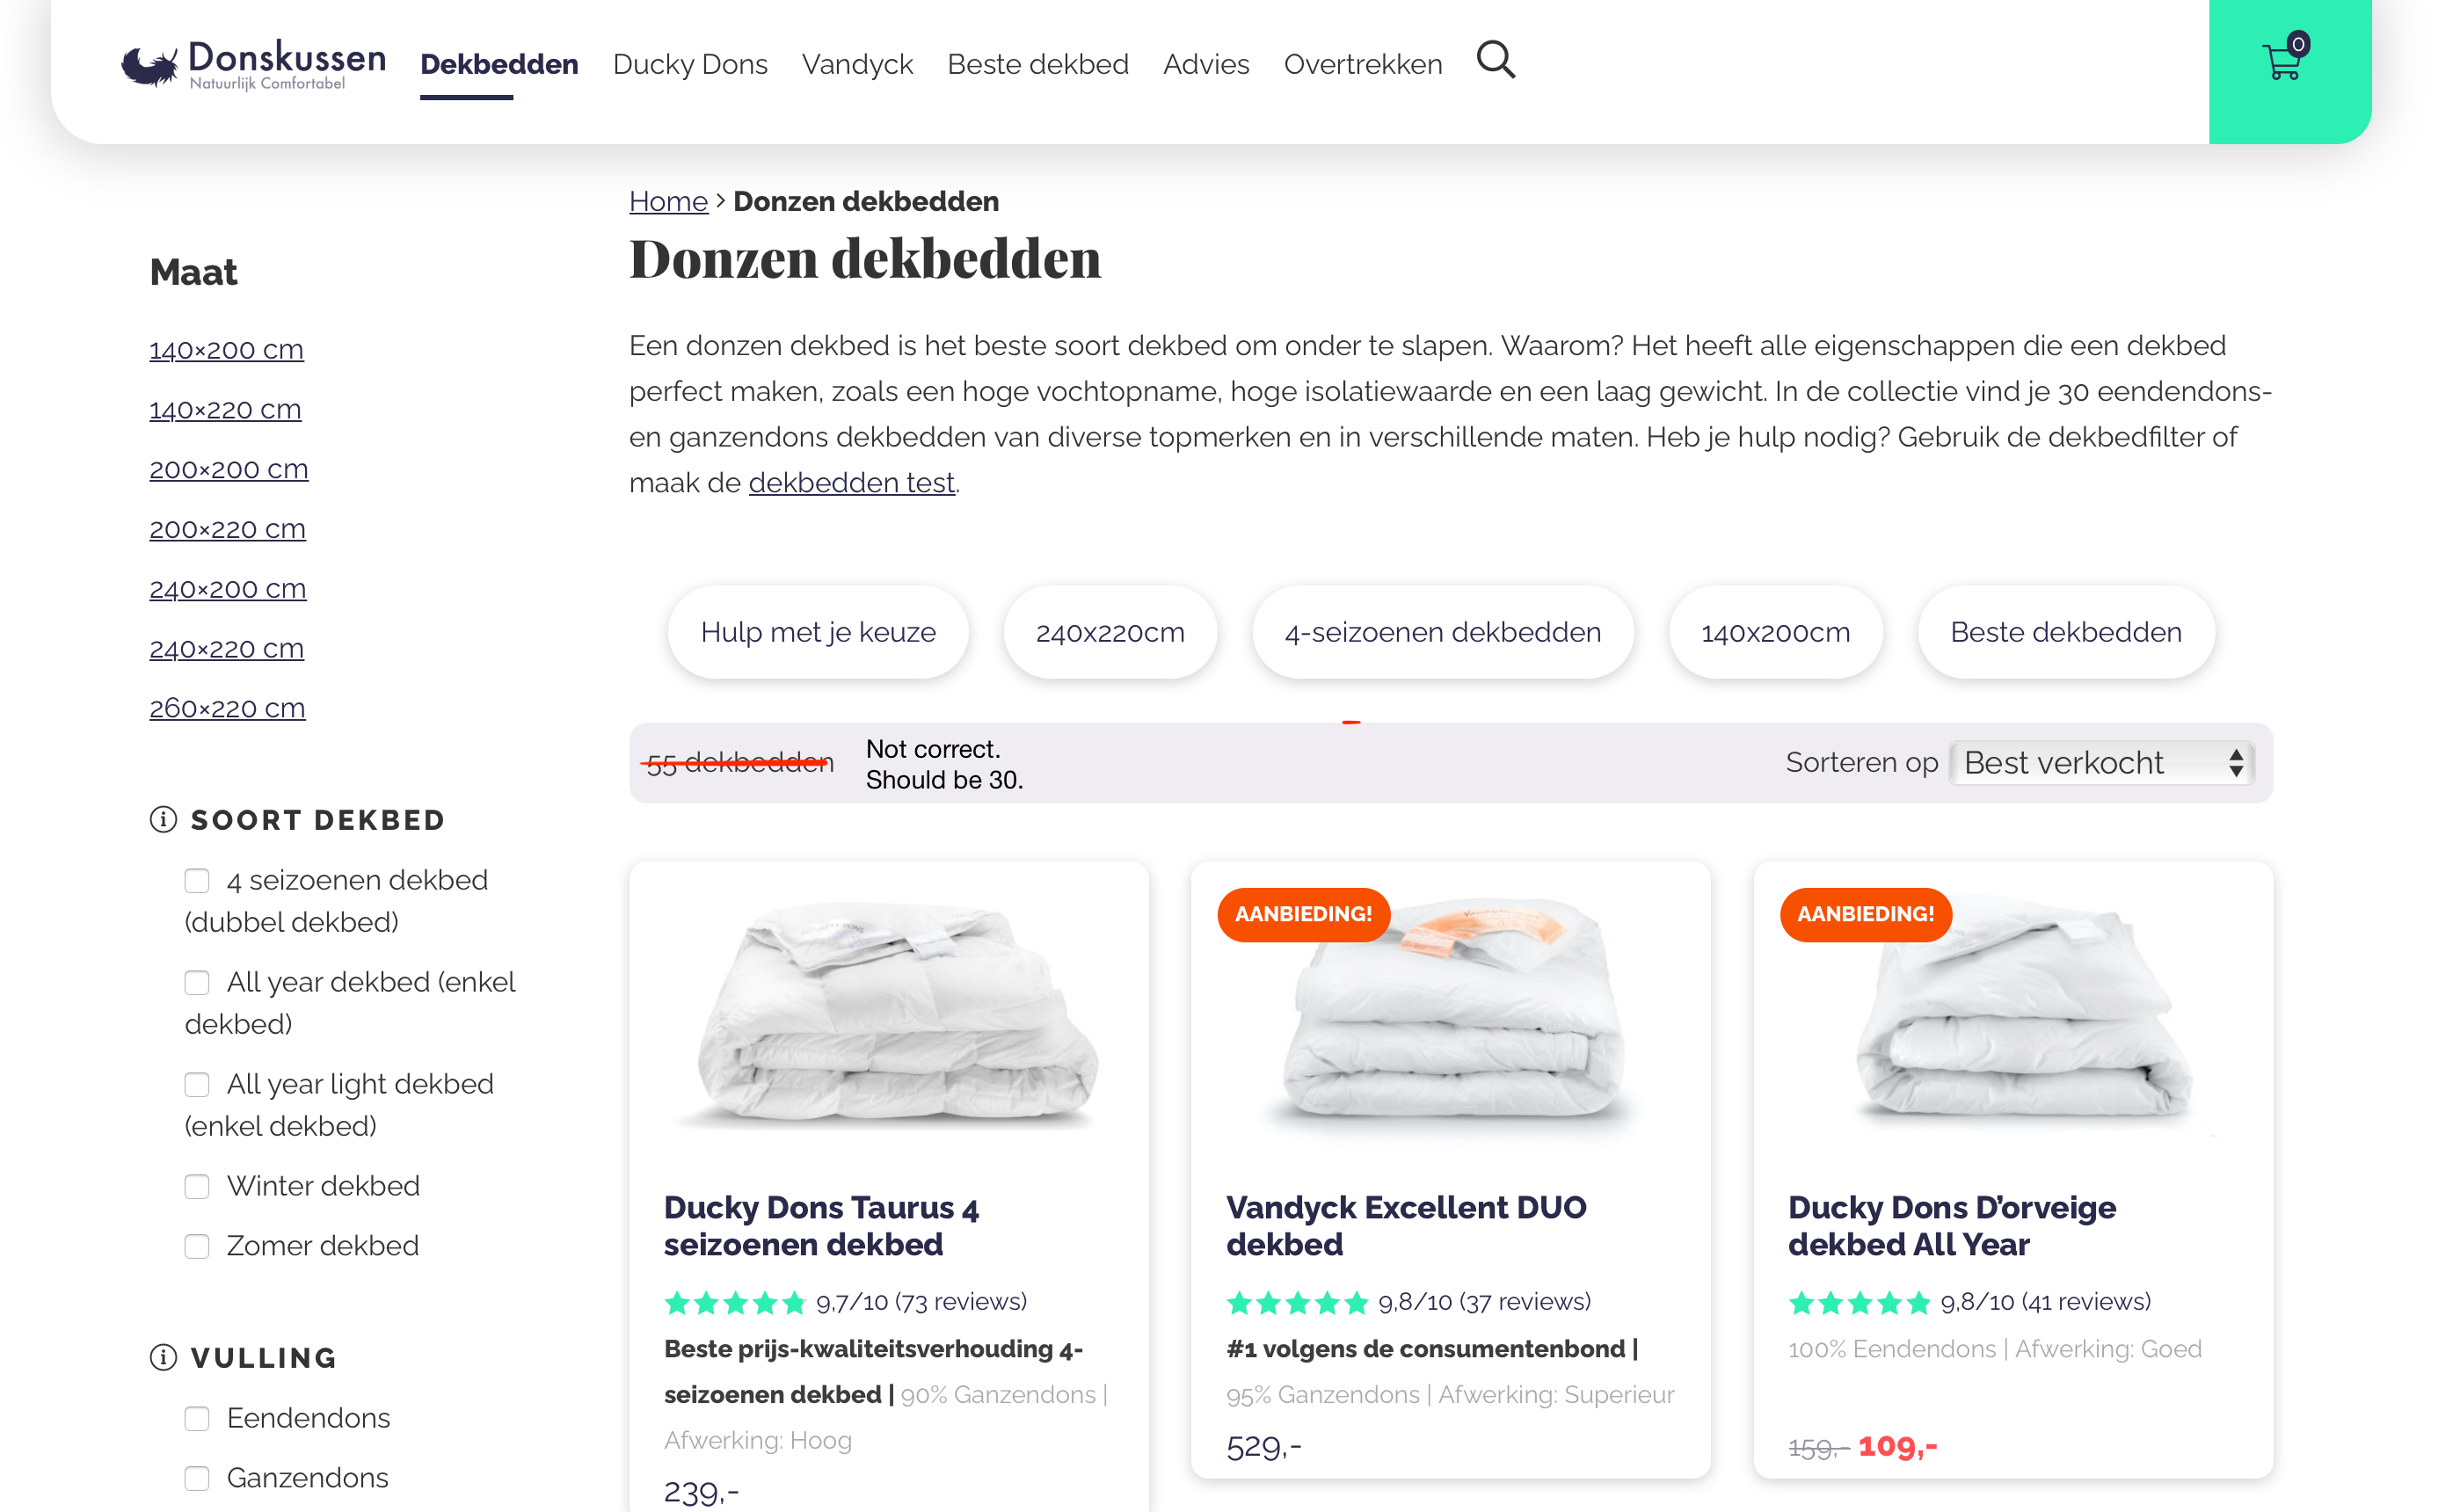 Donskussen
Natuurlijk Comfortabel
Dekbedden
Ducky Dons
Vandyck
Beste dekbed
Advies
Overtrekken
0
Home > Donzen dekbedden
Donzen dekbedden
Een donzen dekbed is het beste soort dekbed om onder te slapen. Waarom? Het heeft alle eigenschappen die een dekbed
perfect maken, zoals een hoge vochtopname, hoge isolatiewaarde en een laag gewicht. In de collectie vind je 30 eendendons-
en ganzendons dekbedden van diverse topmerken en in verschillende maten. Heb je hulp nodig? Gebruik de dekbedfilter of
maak de dekbedden test.
Maat
140×200 cm
140×220 cm
200×200 cm
200×220 cm
240×200 cm
240×220 cm
260×220 cm
SOORT DEKBED
4 seizoenen dekbed
(dubbel dekbed)
All year dekbed (enkel
dekbed)
All year light dekbed
(enkel dekbed)
Winter dekbed
Zomer dekbed
VULLING
Eendendons
Ganzendons
Hulp met je keuze
240x220cm
4-seizoenen dekbedden
140x200cm
Beste dekbedden
55 dekbedden
Not correct.
Should be 30.
Sorteren op
Best verkocht
Ducky Dons Taurus 4
seizoenen dekbed
9,7/10 (73 reviews)
Beste prijs-kwaliteitsverhouding 4-
seizoenen dekbed | 90% Ganzendons |
Afwerking: Hoog
239,-
AANBIEDING!
Vandyck Excellent DUO
dekbed
9,8/10 (37 reviews)
#1 volgens de consumentenbond |
95% Ganzendons | Afwerking: Superieur
529,-
AANBIEDING!
Ducky Dons D’orveige
dekbed All Year
9,8/10 (41 reviews)
100% Eendendons | Afwerking: Goed
159,- 109,-